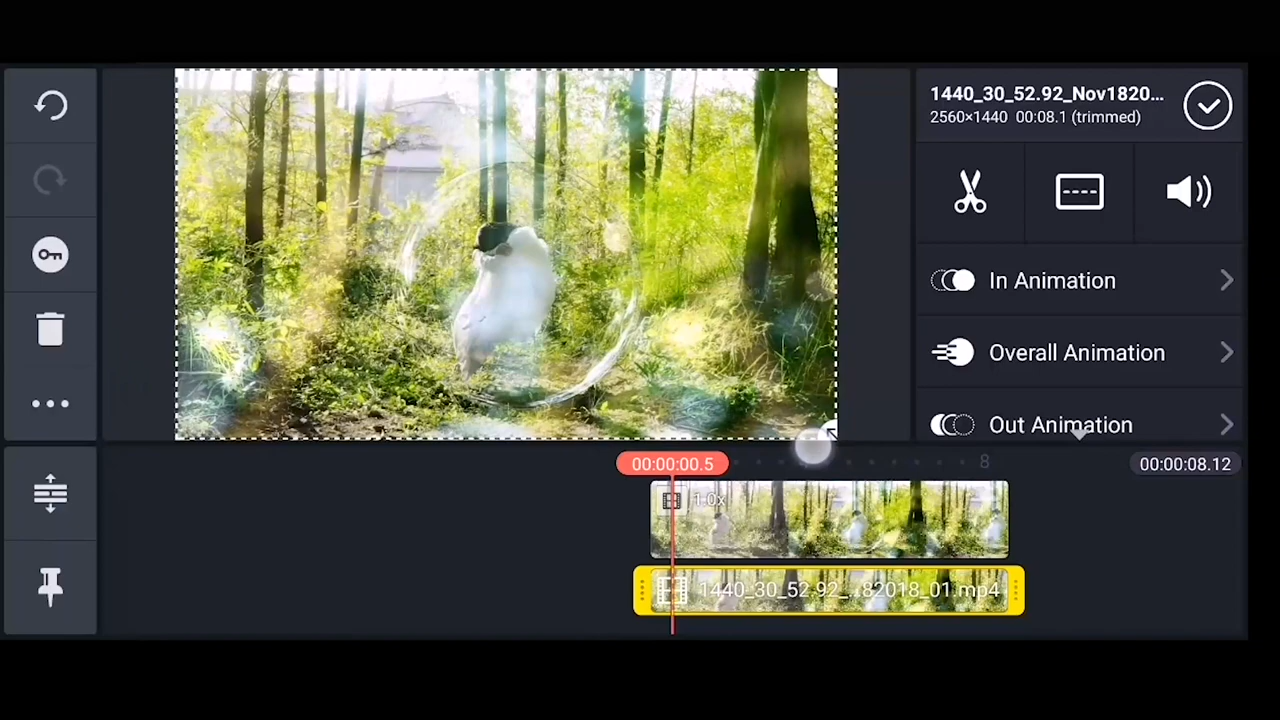 1440_30_52.92_Nov1820...
2560×1440 00:08.1 (trimmed)
In Animation
Overall Animation
Out Animation
00:00:00.5
8
00:00:08.12
1.0x
1440_30_52.92_...82018_01.mp4